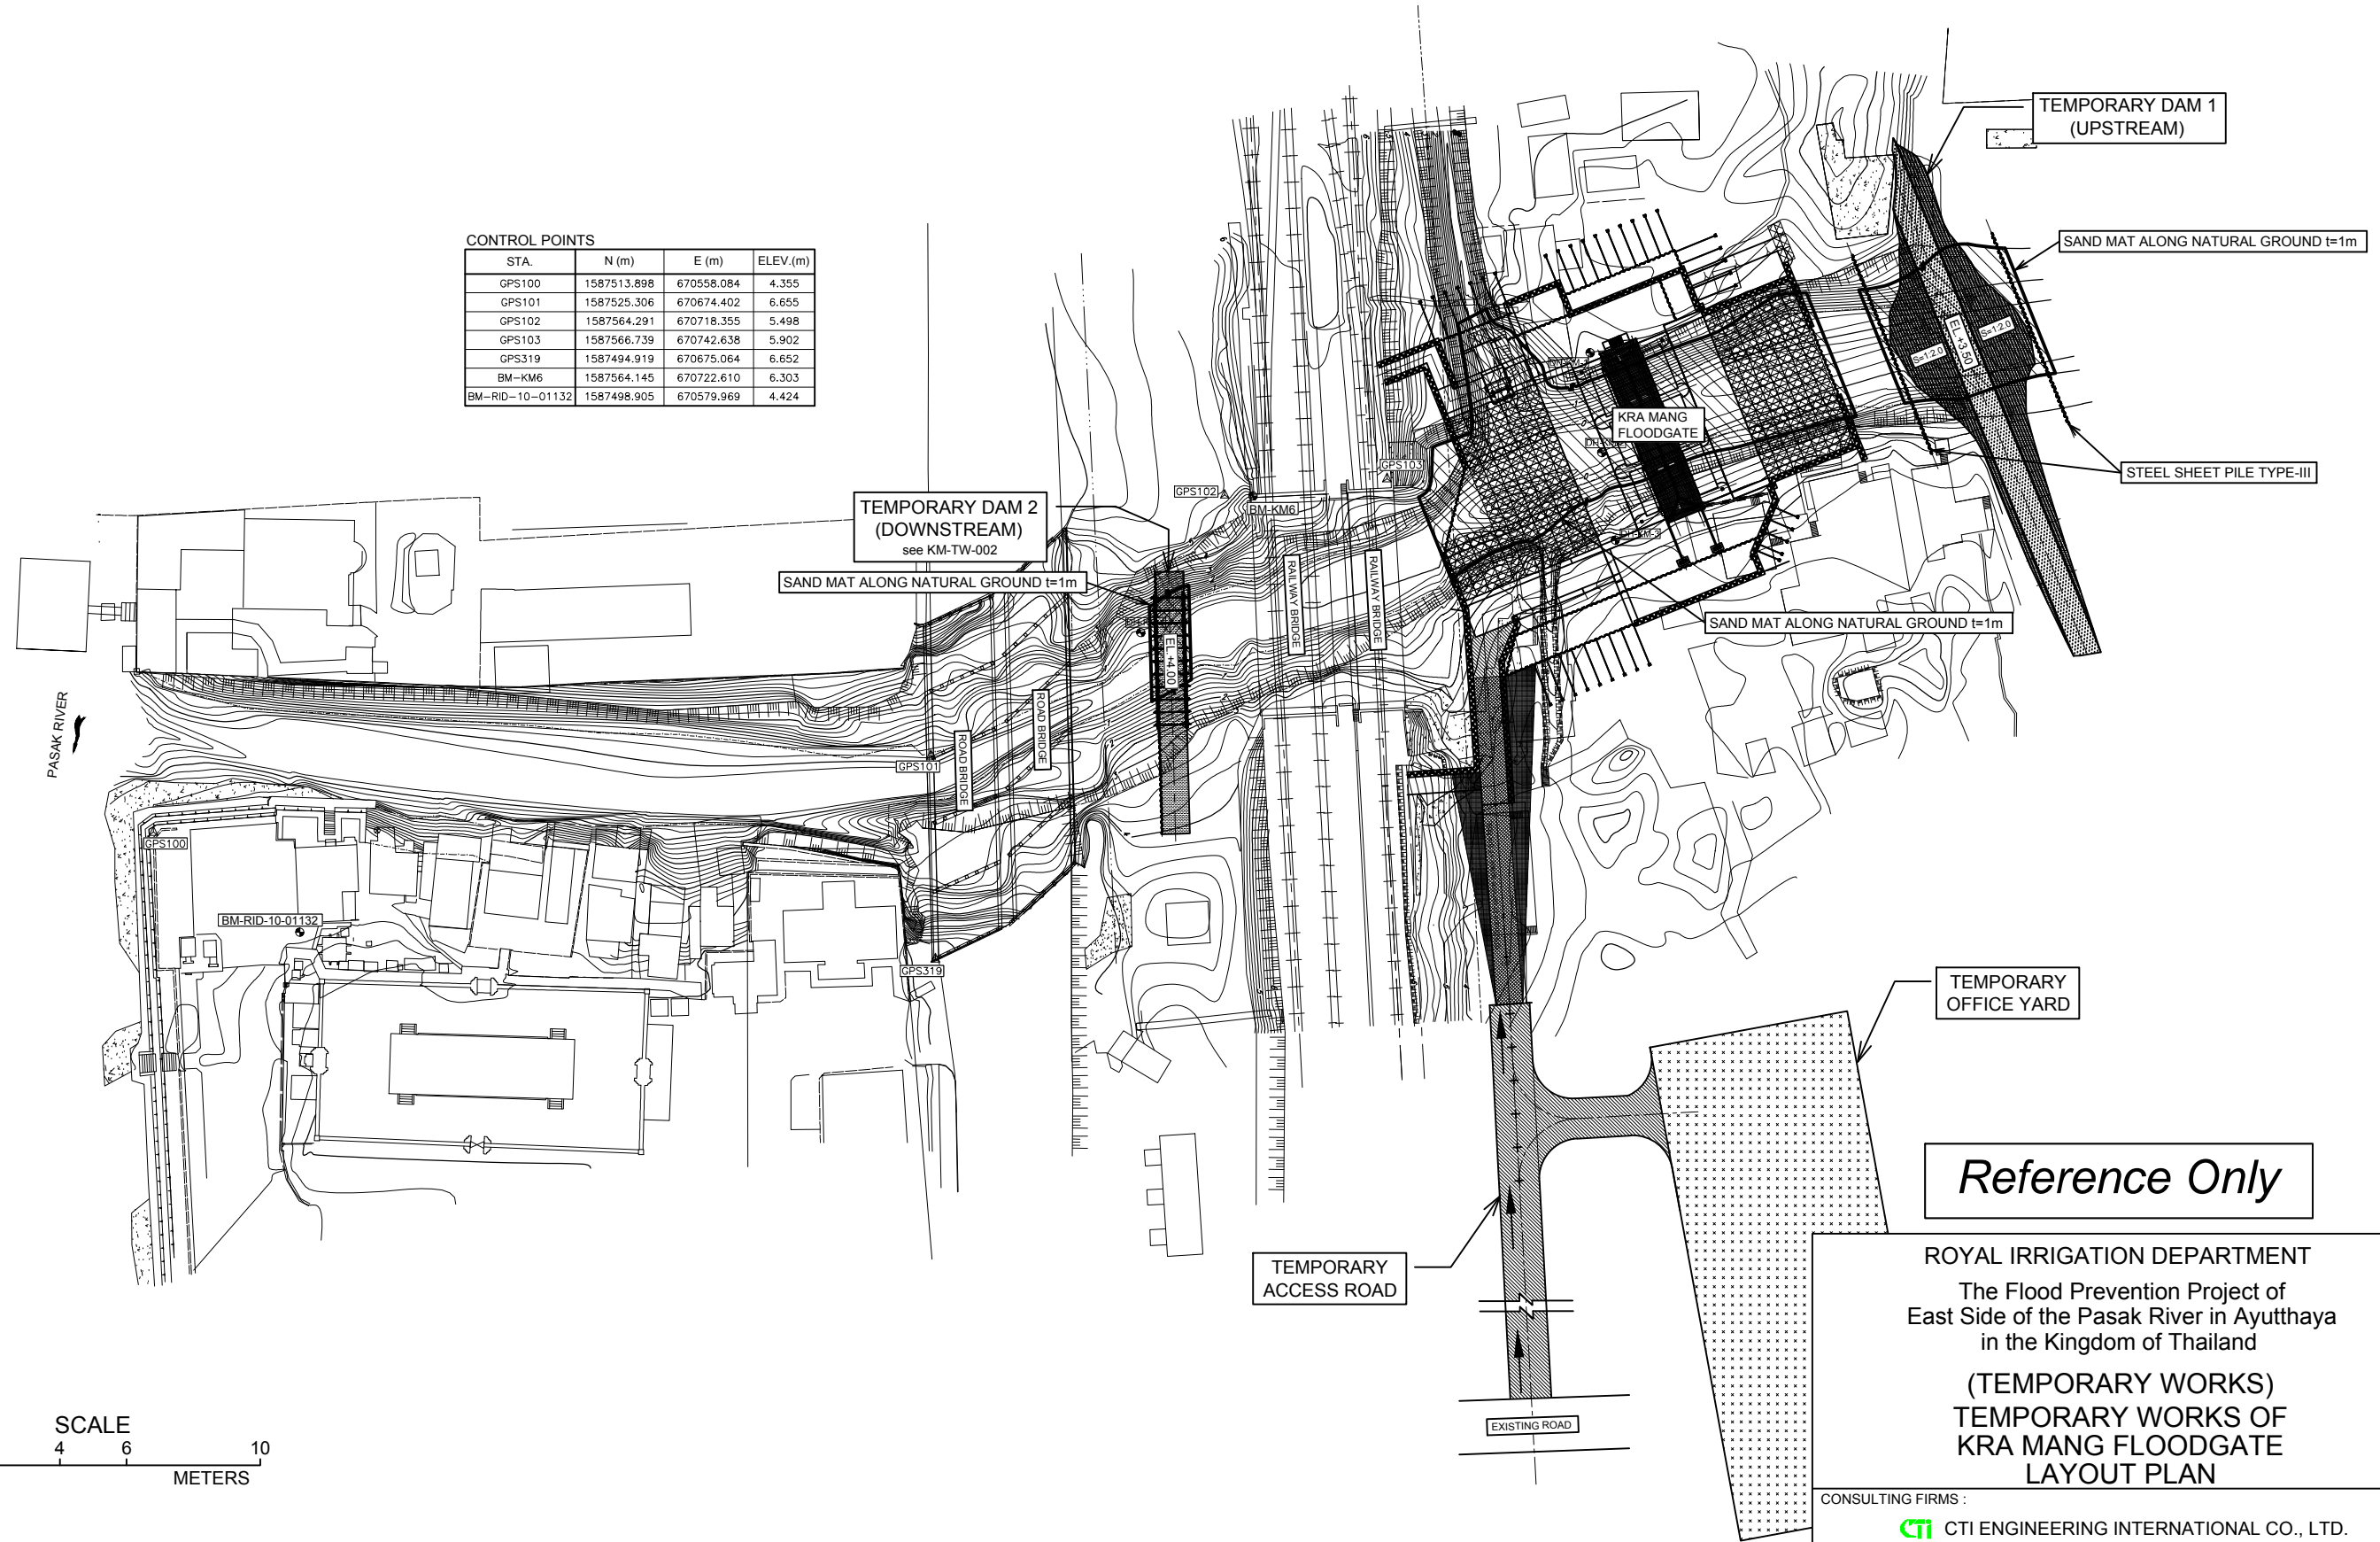 TEMPORARY DAM 1
(UPSTREAM)
SAND MAT ALONG NATURAL GROUND t=1m
CONTROL POINTS
STA. N (m) E (m) ELEV.(m)
GPS100 1587513.898 670558.084 4.355
GPS101 1587525.306 670674.402 6.655
GPS102 1587564.291 670718.355 5.498
GPS103 1587566.739 670742.638 5.902
GPS319 1587494.919 670675.064 6.652
BM-KM6 1587564.145 670722.610 6.303
BM-RID-10-01132 1587498.905 670579.969 4.424
EL.+3.50
S=1:2.0
S=1:2.0
KRA MANG
FLOODGATE
STEEL SHEET PILE TYPE-III
GPS103
GPS102
BM-KM6
TEMPORARY DAM 2
(DOWNSTREAM)
see KM-TW-002
SAND MAT ALONG NATURAL GROUND t=1m
RAILWAY BRIDGE
RAILWAY BRIDGE
EL.+4.00
SAND MAT ALONG NATURAL GROUND t=1m
ROAD BRIDGE
ROAD BRIDGE
PASAK RIVER
GPS101
GPS100
BM-RID-10-01132
GPS319
TEMPORARY
OFFICE YARD
TEMPORARY
ACCESS ROAD
EXISTING ROAD
Reference Only
ROYAL IRRIGATION DEPARTMENT
The Flood Prevention Project of
East Side of the Pasak River in Ayutthaya
in the Kingdom of Thailand
(TEMPORARY WORKS)
TEMPORARY WORKS OF
KRA MANG FLOODGATE
LAYOUT PLAN
CONSULTING FIRMS :
CTI CTI ENGINEERING INTERNATIONAL CO., LTD.
SCALE
4 6 10
METERS